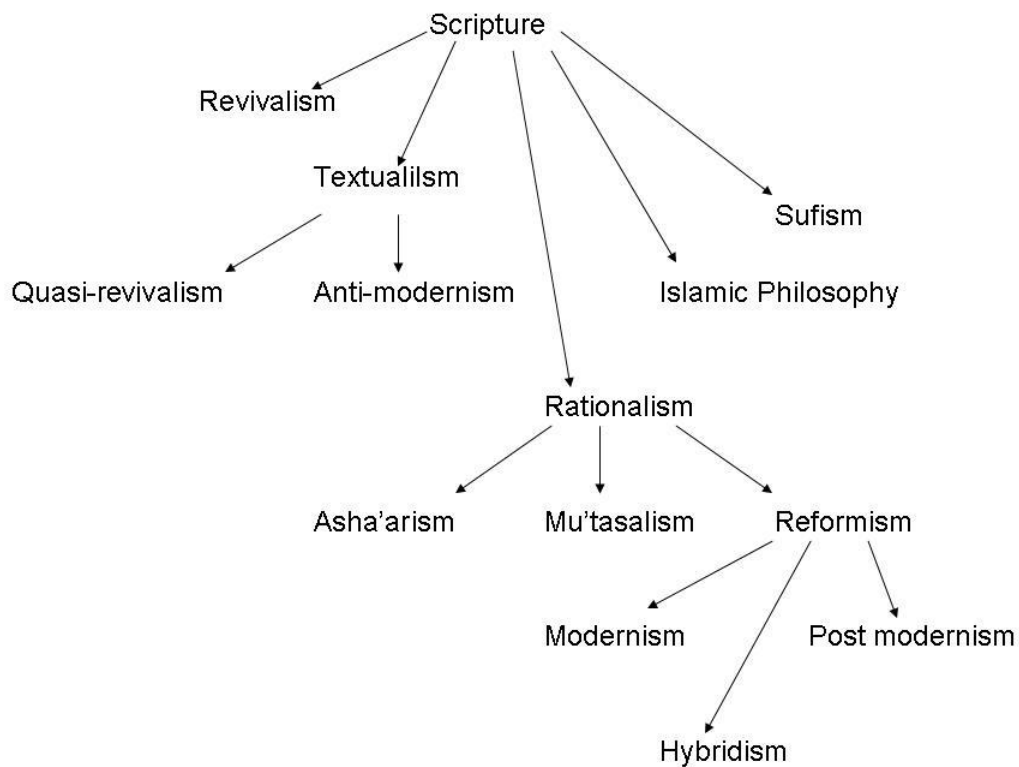 Scripture
Revivalism
Textualilsm
Sufism
Quasi-revivalism
Anti-modernism
Islamic Philosophy
Rationalism
Asha’arism
Mu’tasalism
Reformism
Modernism
Post modernism
Hybridism